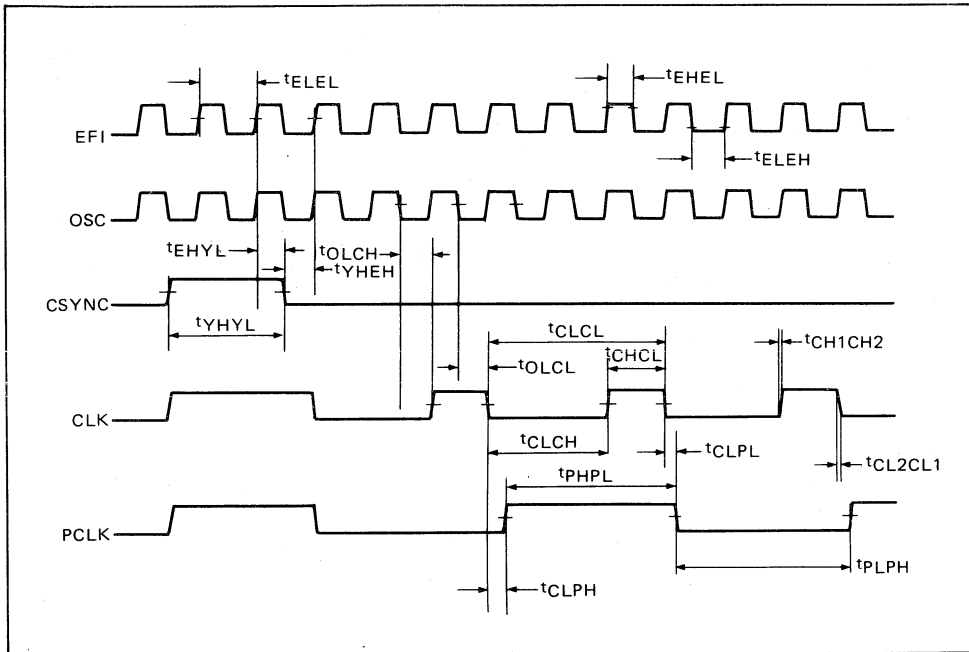 tELEL
tEHEL
EFI
tELEH
OSC
tEHYL
tOLCH
tYHEH
CSYNC
tYHYL
tCLCL
tCH1CH2
tCHCL
tOLCL
CLK
tCLCH
tCLPL
tCL2CL1
tPHPL
PCLK
tPLPH
tCLPH